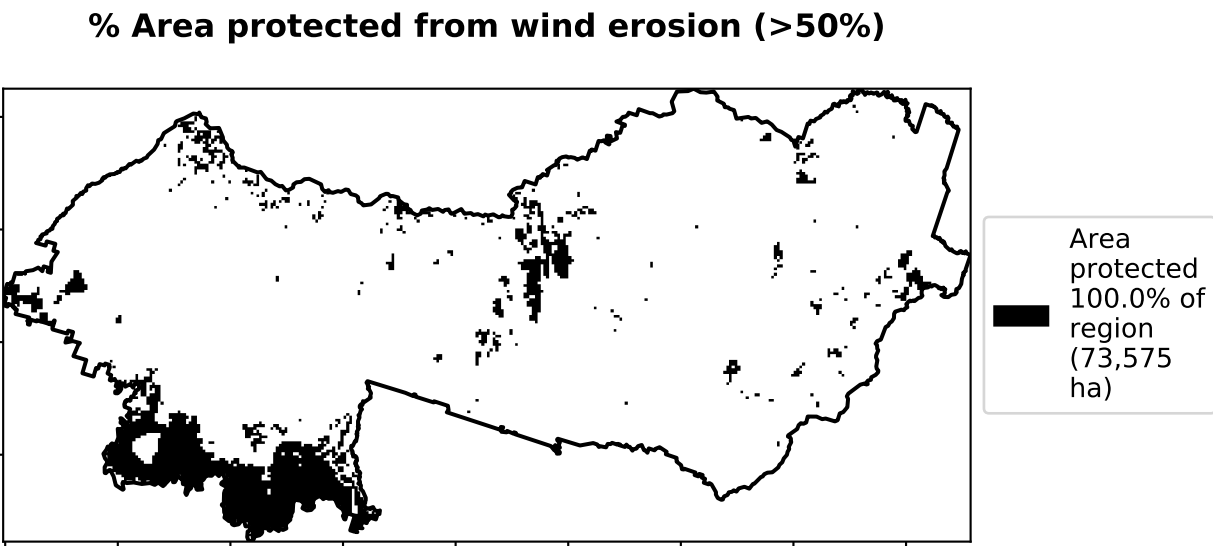 % Area protected from wind erosion (>50%)
Area
protected
100.0% of
region
(73,575
ha)